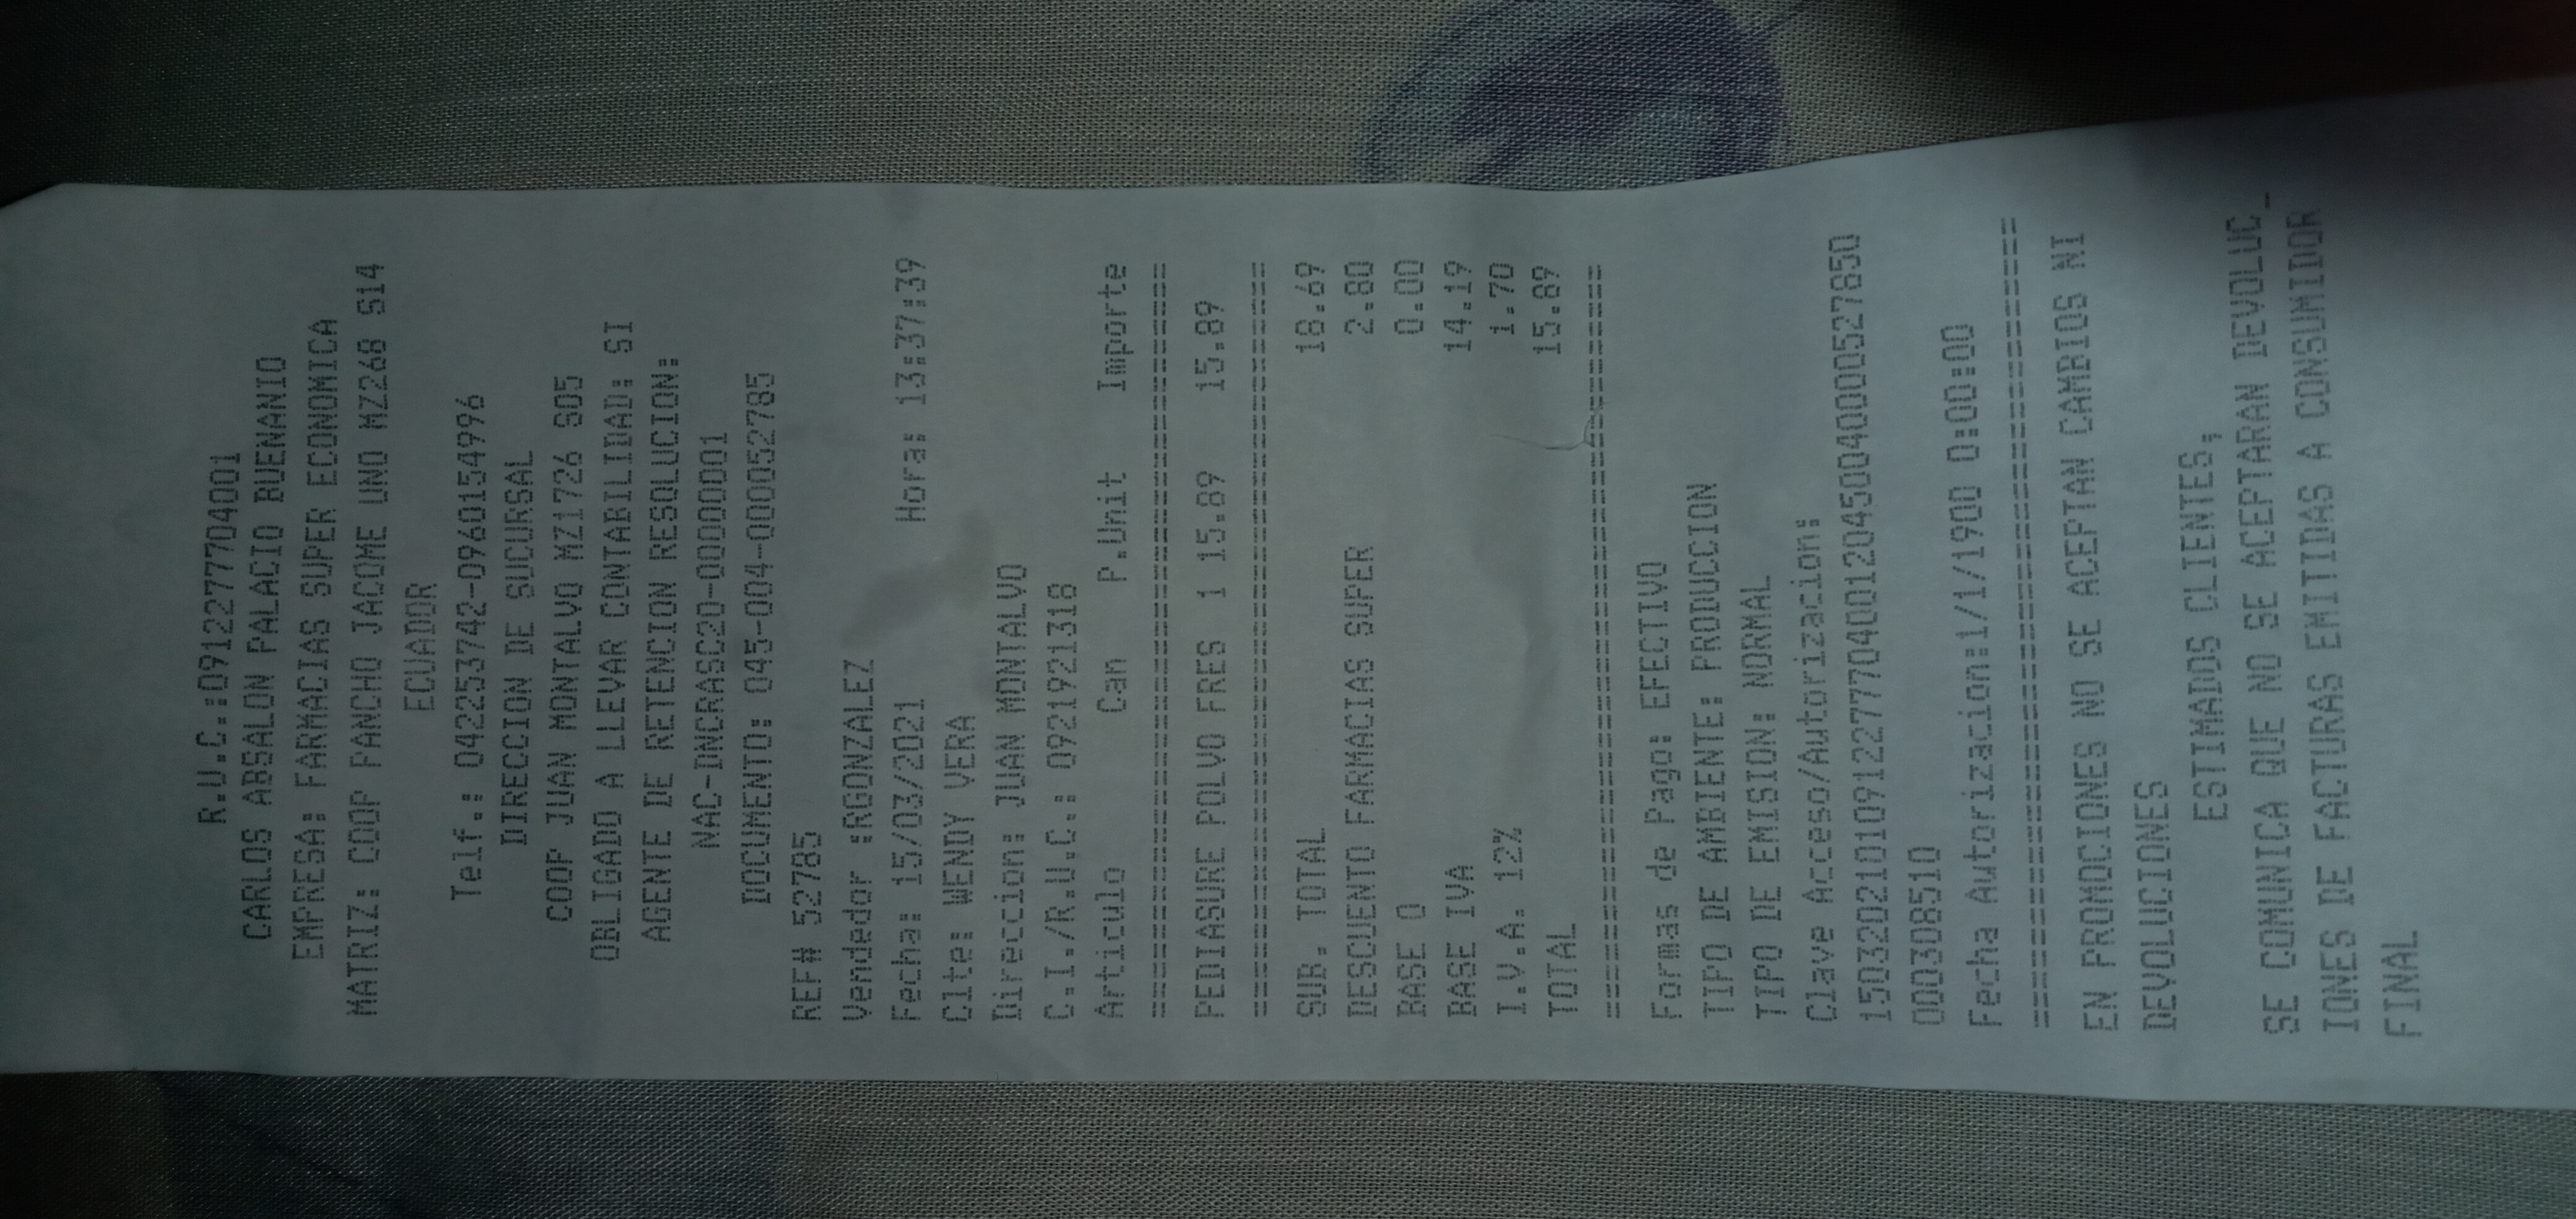 R.U.C.:0912277704001
CARLOS ABSALON PALACIO BUENANO
EMPRESA: FARMACIAS SUPER ECONOMICA
MATRIZ: COOP PANCHO JACOME UNO MZ268 S14
ECUADOR
Telf.: 042253742-0960154996
DIRECCION DE SUCURSAL
COOP JUAN MONTALVO MZ1726 S05
OBLIGADO A LLEVAR CONTABILIDAD: SI
AGENTE DE RETENCION RESOLUCION:
NAC-DNCRASC20-00000001
DOCUMENTO: 045-004-000052785
REF# 52785
Vendedor :RGONZALEZ
Fecha: 15/03/2021 Hora: 13:37:39
Clte: WENDY VERA
Direccion: JUAN MONTALVO
C.I./R.U.C.: 0921921318
Articulo Can P.Unit Importe
========================================
PEDIASURE POLVO FRES 1 15.89 15.89
========================================
SUB. TOTAL 18.69
DESCUENTO FARMACIAS SUPER 2.80
BASE 0 0.00
BASE IVA 14.19
I.V.A. 12% 1.70
TOTAL 15.89
========================================
Formas de Pago: EFECTIVO
TIPO DE AMBIENTE: PRODUCCION
TIPO DE EMISION: NORMAL
Clave Acceso/Autorizacion:
1503202101091227770400120450040000527850
000308510
Fecha Autorizacion:1/1/1900 0:00:00
========================================
EN PROMOCIONES NO SE ACEPTAN CAMBIOS NI
DEVOLUCIONES
ESTIMADOS CLIENTES;
SE COMUNICA QUE NO SE ACEPTARAN DEVOLUC_
IONES DE FACTURAS EMITIDAS A CONSUMIDOR
FINAL